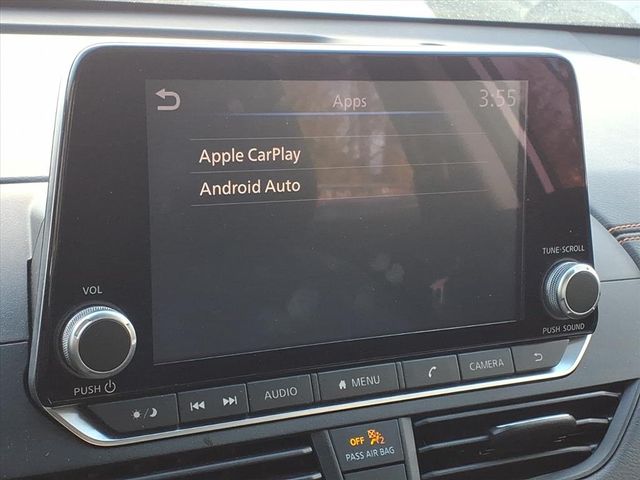 Apps 3:55
Apple CarPlay
Android Auto
TUNE·SCROLL
VOL
PUSH SOUND
PUSH
AUDIO MENU CAMERA
OFF 2
PASS AIR BAG